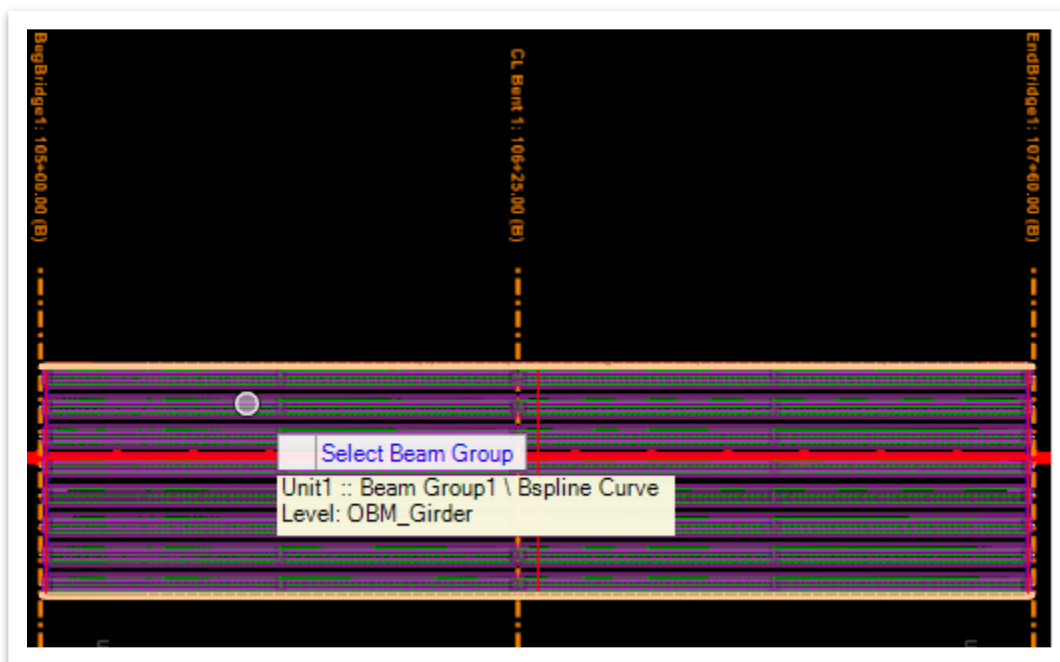 BegBridge1: 105+00.00 (B)
CL Bent 1: 106+25.00 (B)
EndBridge1: 107+60.00 (B)
Select Beam Group
Unit1 :: Beam Group1 \ Bspline Curve
Level: OBM_Girder